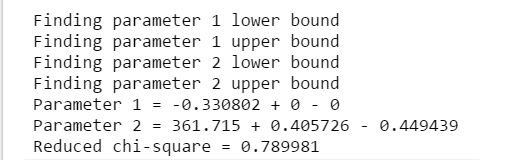 Finding parameter 1 lower bound
Finding parameter 1 upper bound
Finding parameter 2 lower bound
Finding parameter 2 upper bound
Parameter 1 = -0.330802 + 0 - 0
Parameter 2 = 361.715 + 0.405726 - 0.449439
Reduced chi-square = 0.789981